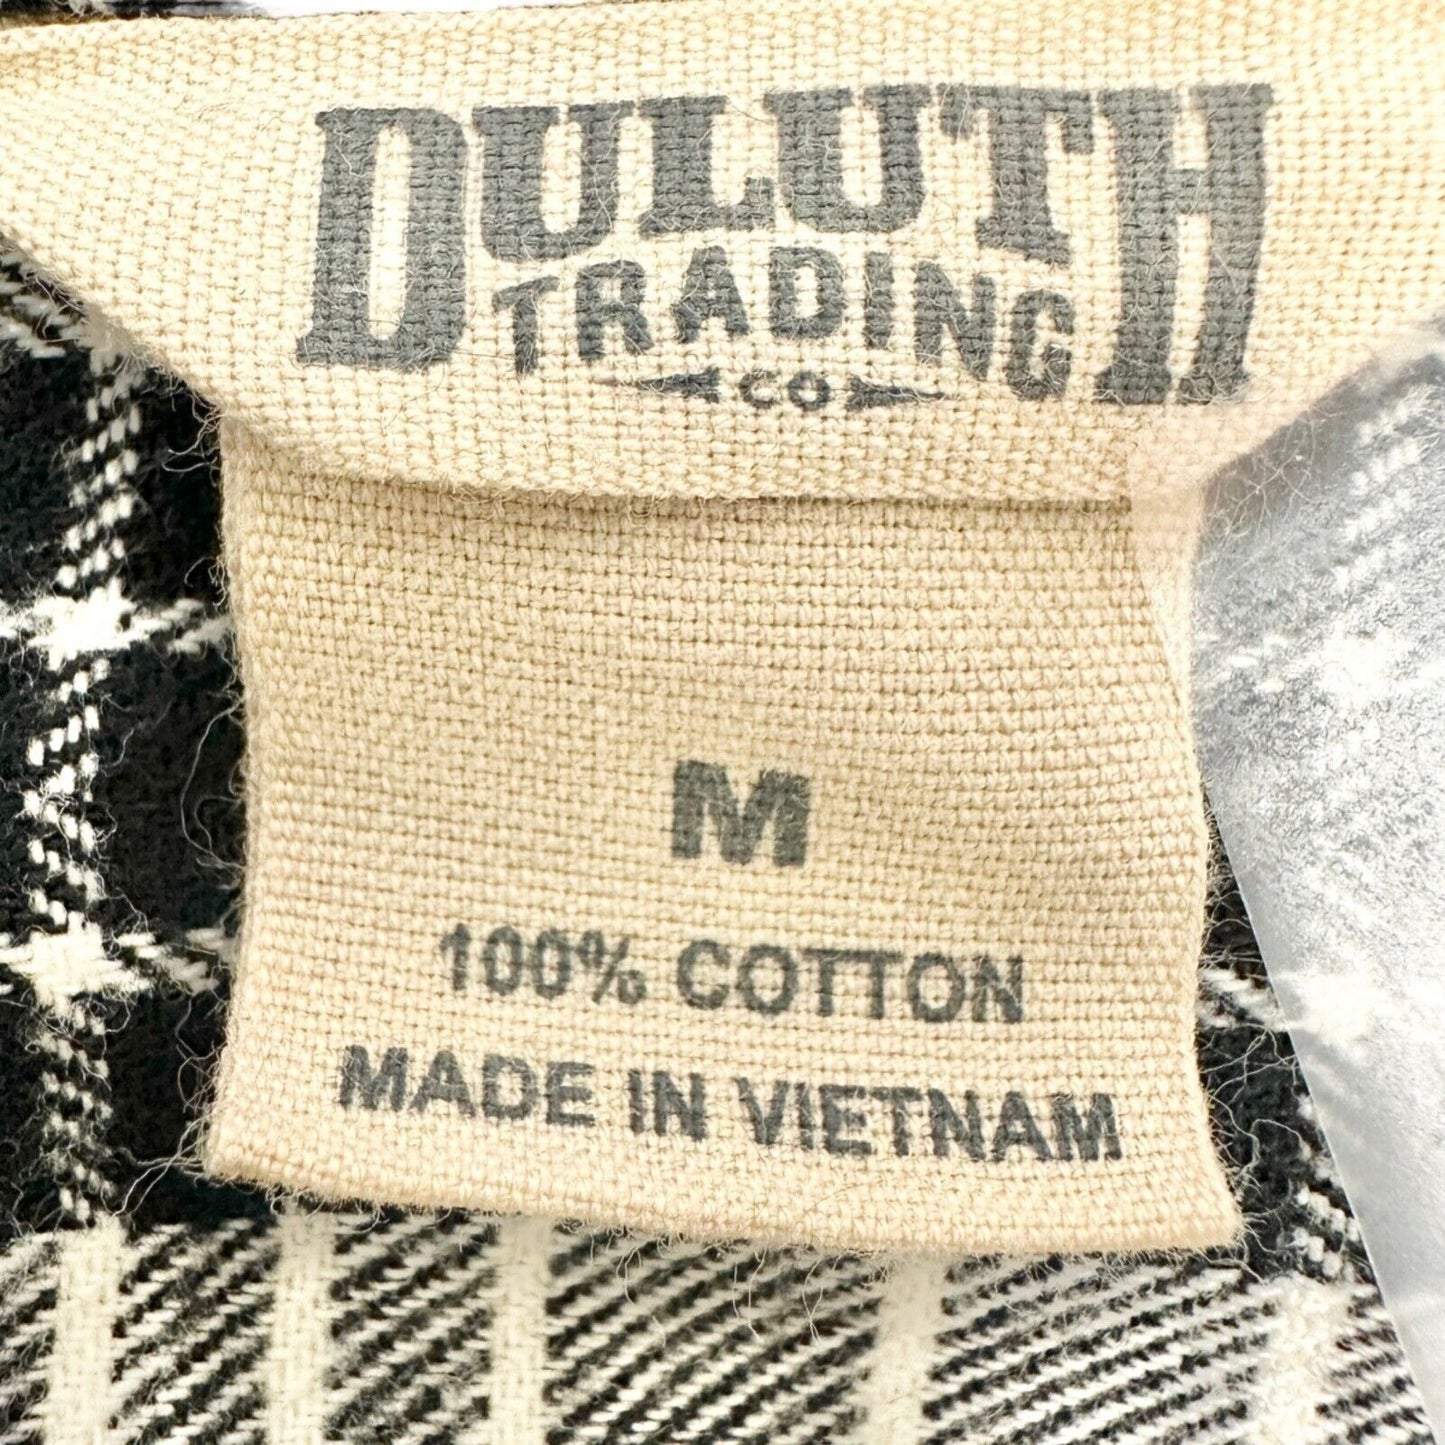 DULUTH
TRADING
CO
M
100% COTTON
MADE IN VIETNAM